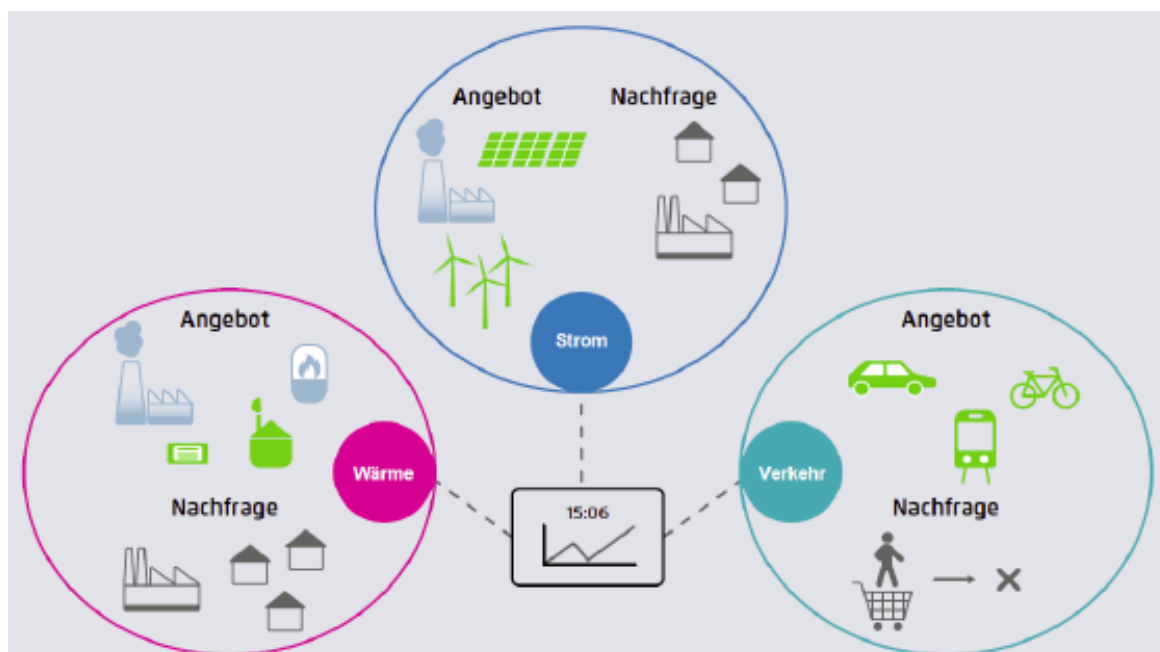 Angebot
Nachfrage
Strom
Angebot
Wärme
Nachfrage
15:06
Angebot
Verkehr
Nachfrage